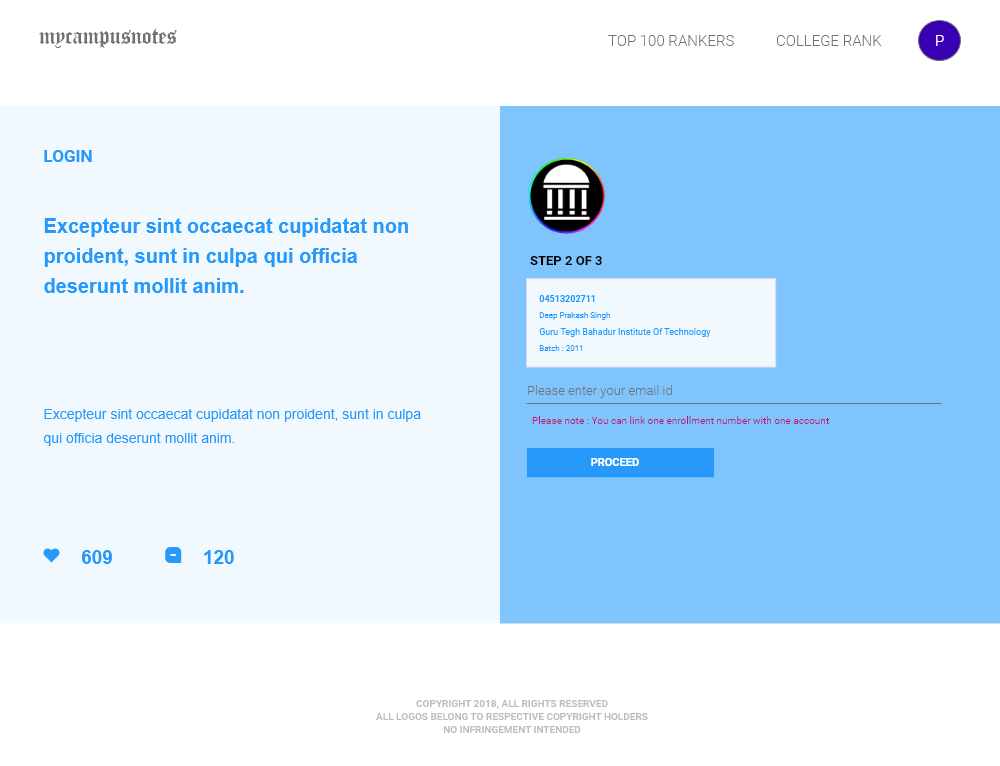 mycampusnotes
TOP 100 RANKERS
COLLEGE RANK
P
LOGIN
Excepteur sint occaecat cupidatat non
proident, sunt in culpa qui officia
deserunt mollit anim.
Excepteur sint occaecat cupidatat non proident, sunt in culpa
qui officia deserunt mollit anim.
609
120
STEP 2 OF 3
04513202711
Deep Prakash Singh
Guru Tegh Bahadur Institute Of Technology
Batch : 2011
Please enter your email id
Please note : You can link one enrollment number with one account
PROCEED
COPYRIGHT 2018, ALL RIGHTS RESERVED
ALL LOGOS BELONG TO RESPECTIVE COPYRIGHT HOLDERS
NO INFRINGEMENT INTENDED